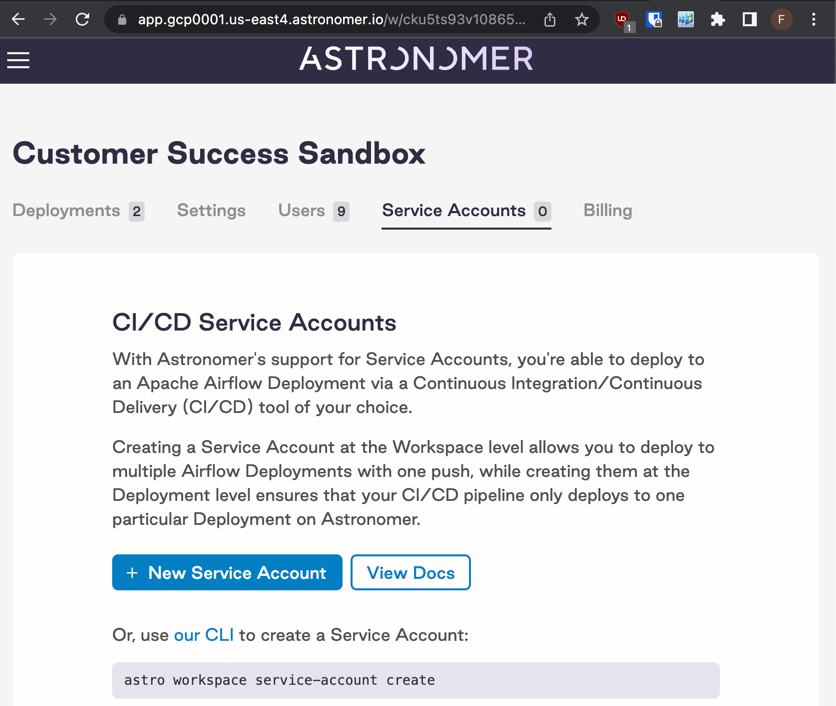 app.gcp0001.us-east4.astronomer.io/w/cku5ts93v10865...
1
F
ASTRONOMER
Customer Success Sandbox
Deployments 2 Settings Users 9 Service Accounts 0 Billing
CI/CD Service Accounts
With Astronomer's support for Service Accounts, you're able to deploy to
an Apache Airflow Deployment via a Continuous Integration/Continuous
Delivery (CI/CD) tool of your choice.
Creating a Service Account at the Workspace level allows you to deploy to
multiple Airflow Deployments with one push, while creating them at the
Deployment level ensures that your CI/CD pipeline only deploys to one
particular Deployment on Astronomer.
+ New Service Account View Docs
Or, use our CLI to create a Service Account:
astro workspace service-account create